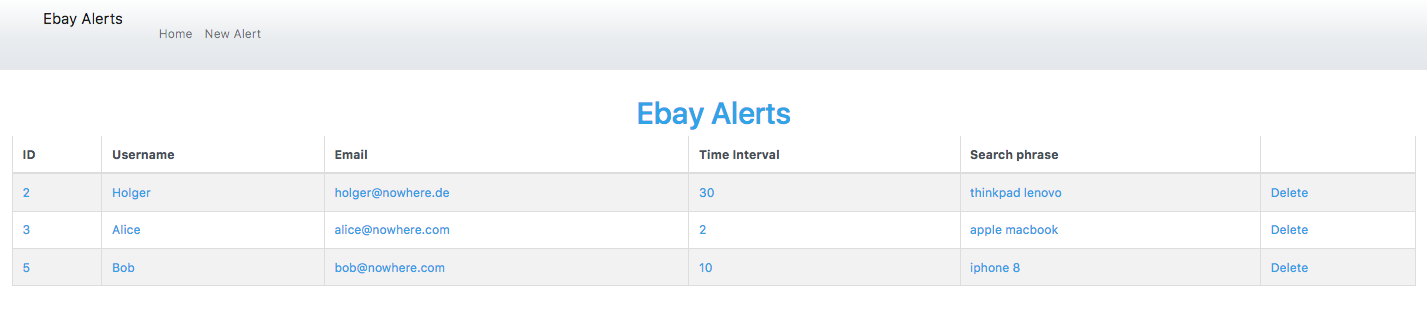 Ebay Alerts
Home New Alert
Ebay Alerts
ID Username Email Time Interval Search phrase
2 Holger holger@nowhere.de 30 thinkpad lenovo Delete
3 Alice alice@nowhere.com 2 apple macbook Delete
5 Bob bob@nowhere.com 10 iphone 8 Delete